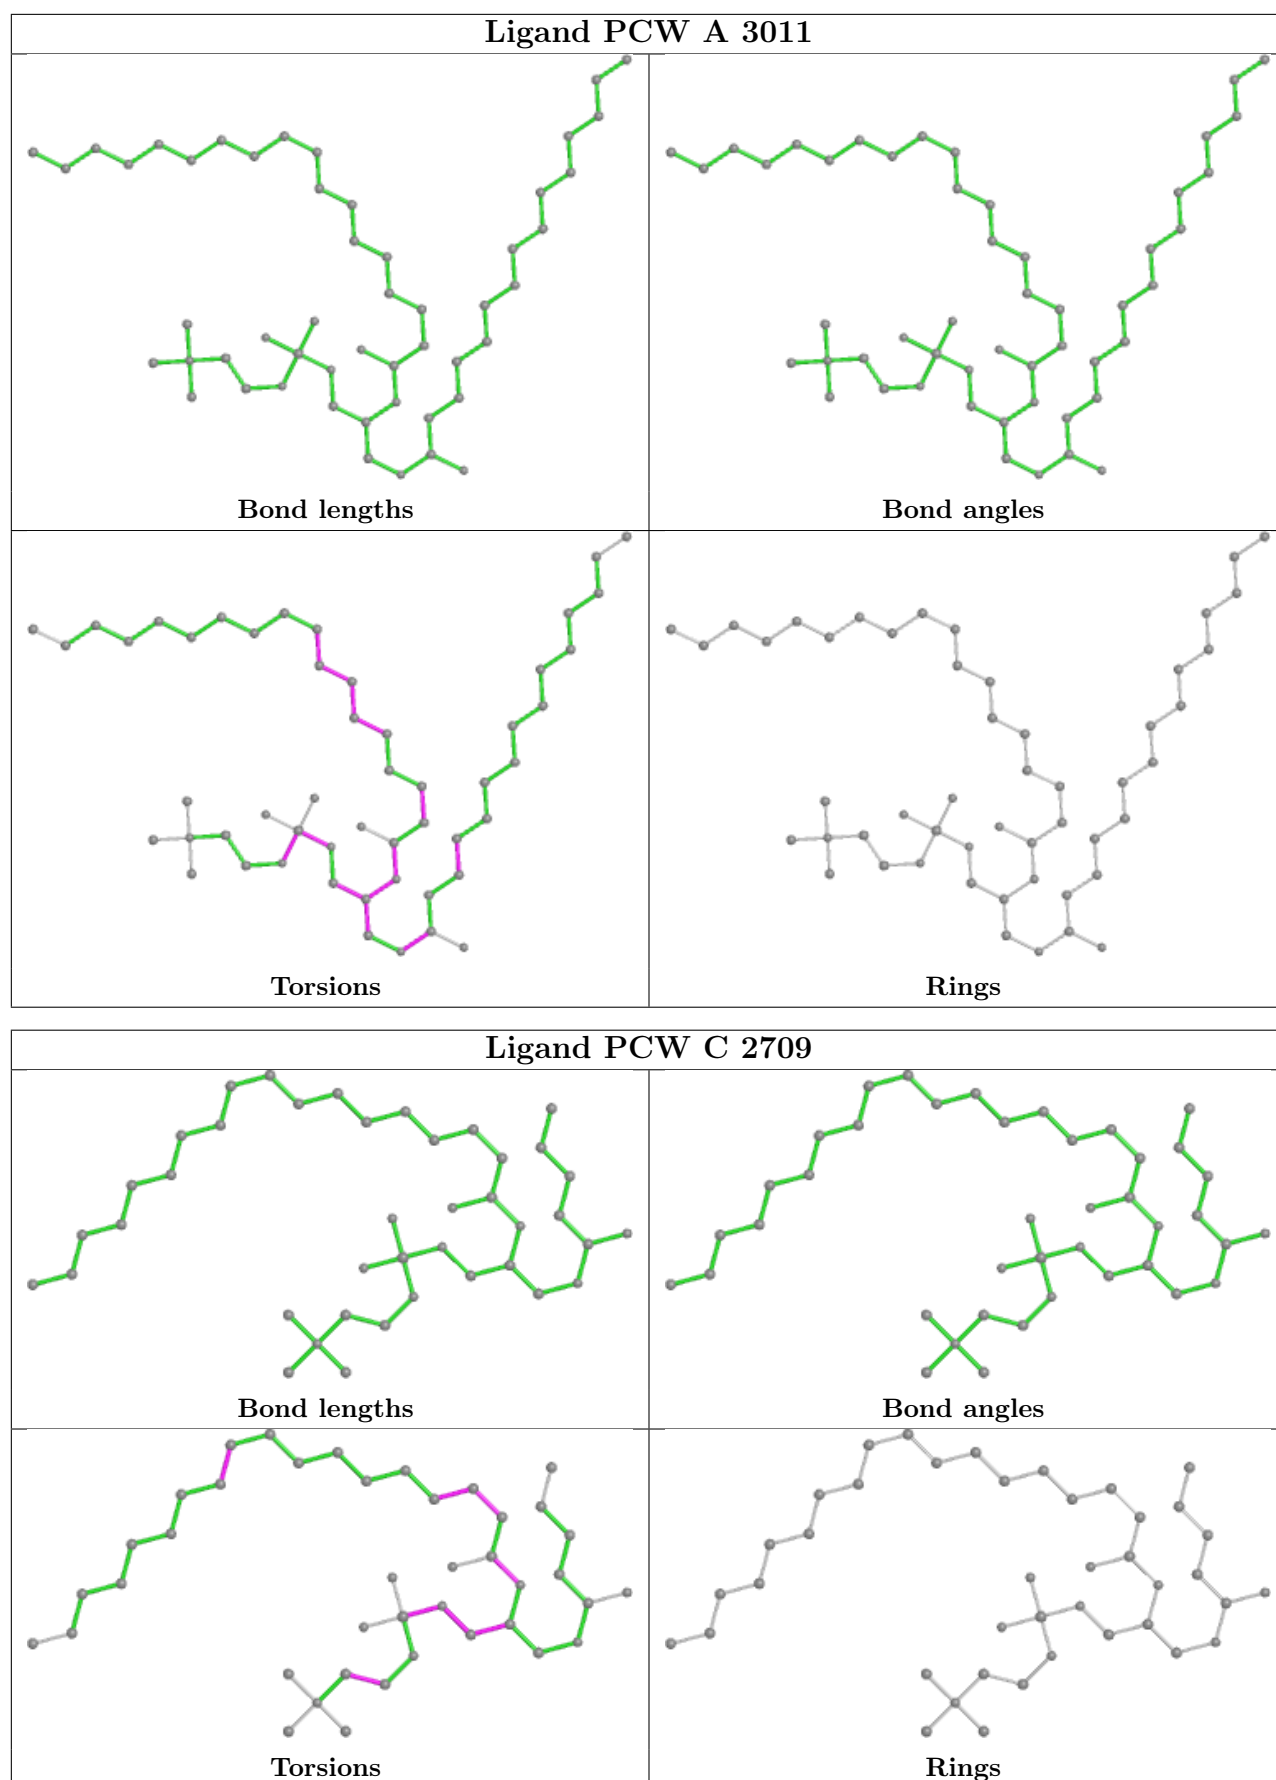 Ligand PCW A 3011
Bond lengths
Bond angles
Torsions
Rings
Ligand PCW C 2709
Bond lengths
Bond angles
Torsions
Rings